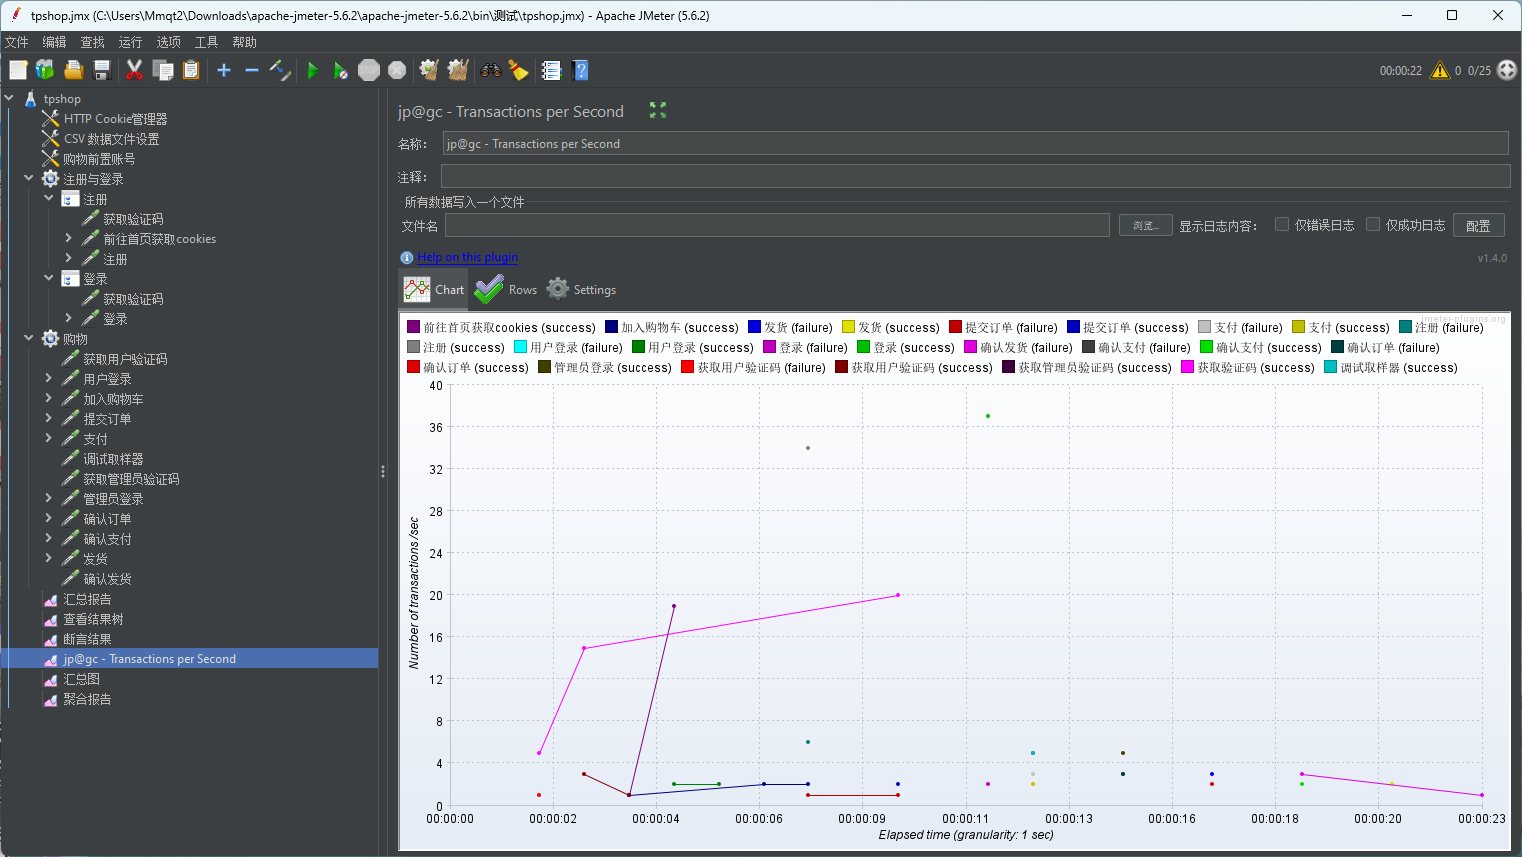 tpshop.jmx (C:\Users\Mmqt2\Downloads\apache-jmeter-5.6.2\apache-jmeter-5.6.2\bin\测试\tpshop.jmx) - Apache JMeter (5.6.2)
文件 编辑 查找 运行 选项 工具 帮助
STOP
00:00:22 0 0/25
tpshop
HTTP Cookie管理器
CSV 数据文件设置
购物前置账号
注册与登录
注册
获取验证码
前往首页获取cookies
注册
登录
获取验证码
登录
购物
获取用户验证码
用户登录
加入购物车
提交订单
支付
调试取样器
获取管理员验证码
管理员登录
确认订单
确认支付
发货
确认发货
汇总报告
查看结果树
断言结果
jp@gc - Transactions per Second
汇总图
聚合报告
jp@gc - Transactions per Second
名称： jp@gc - Transactions per Second
注释：
所有数据写入一个文件
文件名 浏览... 显示日志内容： 仅错误日志 仅成功日志 配置
Help on this plugin v1.4.0
Chart Rows Settings
jmeter-plugins.org
前往首页获取cookies (success) 加入购物车 (success) 发货 (failure) 发货 (success) 提交订单 (failure) 提交订单 (success) 支付 (failure) 支付 (success) 注册 (failure)
注册 (success) 用户登录 (failure) 用户登录 (success) 登录 (failure) 登录 (success) 确认发货 (failure) 确认支付 (failure) 确认支付 (success) 确认订单 (failure)
确认订单 (success) 管理员登录 (success) 获取用户验证码 (failure) 获取用户验证码 (success) 获取管理员验证码 (success) 获取验证码 (success) 调试取样器 (success)
40
36
32
28
24
20
16
12
8
4
0
Number of transactions /sec
00:00:00 00:00:02 00:00:04 00:00:06 00:00:09 00:00:11 00:00:13 00:00:16 00:00:18 00:00:20 00:00:23
Elapsed time (granularity: 1 sec)